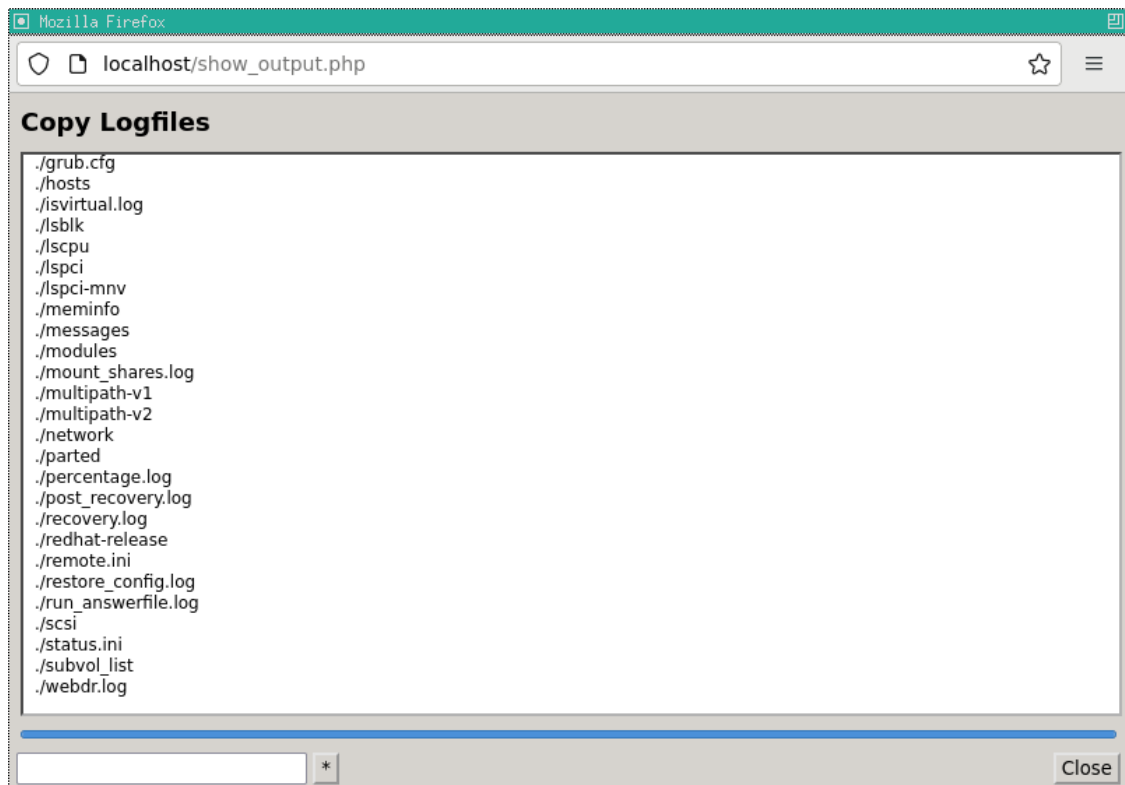 Mozilla Firefox
localhost/show_output.php
Copy Logfiles
./grub.cfg
./hosts
./isvirtual.log
./lsblk
./lscpu
./lspci
./lspci-mnv
./meminfo
./messages
./modules
./mount_shares.log
./multipath-v1
./multipath-v2
./network
./parted
./percentage.log
./post_recovery.log
./recovery.log
./redhat-release
./remote.ini
./restore_config.log
./run_answerfile.log
./scsi
./status.ini
./subvol_list
./webdr.log
*
Close